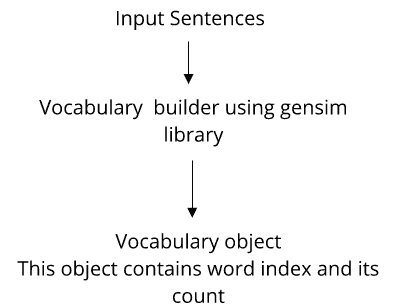 Input Sentences
Vocabulary builder using gensim
library
Vocabulary object
This object contains word index and its
count